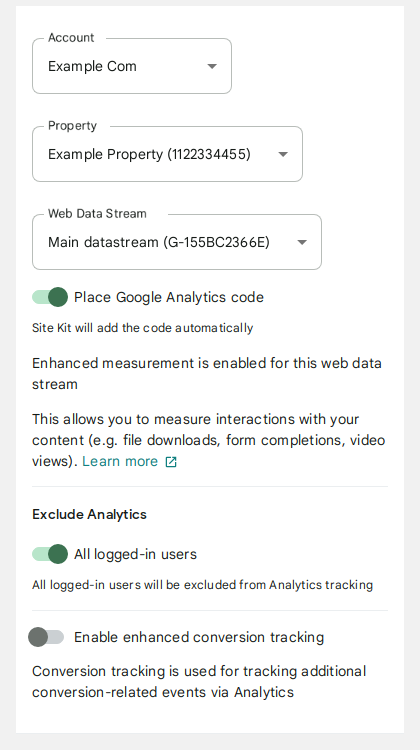 Account
Example Com
Property
Example Property (1122334455)
Web Data Stream
Main datastream (G-155BC2366E)
Place Google Analytics code
Site Kit will add the code automatically
Enhanced measurement is enabled for this web data
stream
This allows you to measure interactions with your
content (e.g. file downloads, form completions, video
views). Learn more
Exclude Analytics
All logged-in users
All logged-in users will be excluded from Analytics tracking
Enable enhanced conversion tracking
Conversion tracking is used for tracking additional
conversion-related events via Analytics